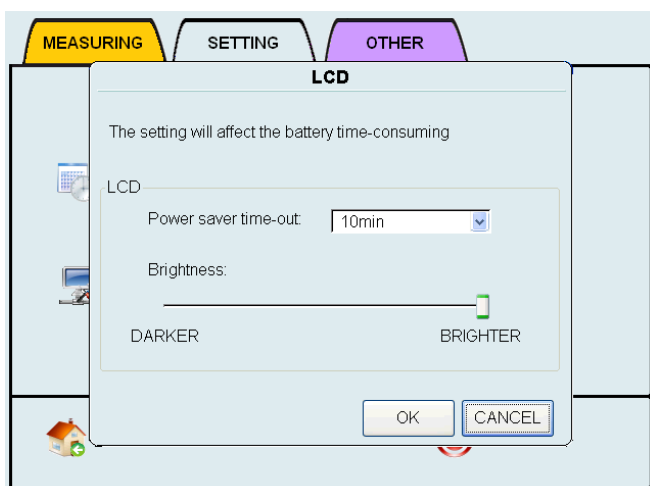 MEASURING SETTING OTHER
LCD
The setting will affect the battery time-consuming
LCD
Power saver time-out: 10min
Brightness:
DARKER BRIGHTER
OK CANCEL